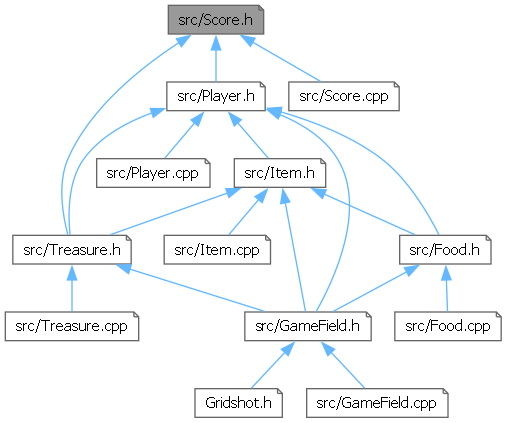 src/Score.h
src/Player.h
src/Score.cpp
src/Player.cpp
src/Item.h
src/Treasure.h
src/Item.cpp
src/Food.h
src/Treasure.cpp
src/GameField.h
src/Food.cpp
Gridshot.h
src/GameField.cpp